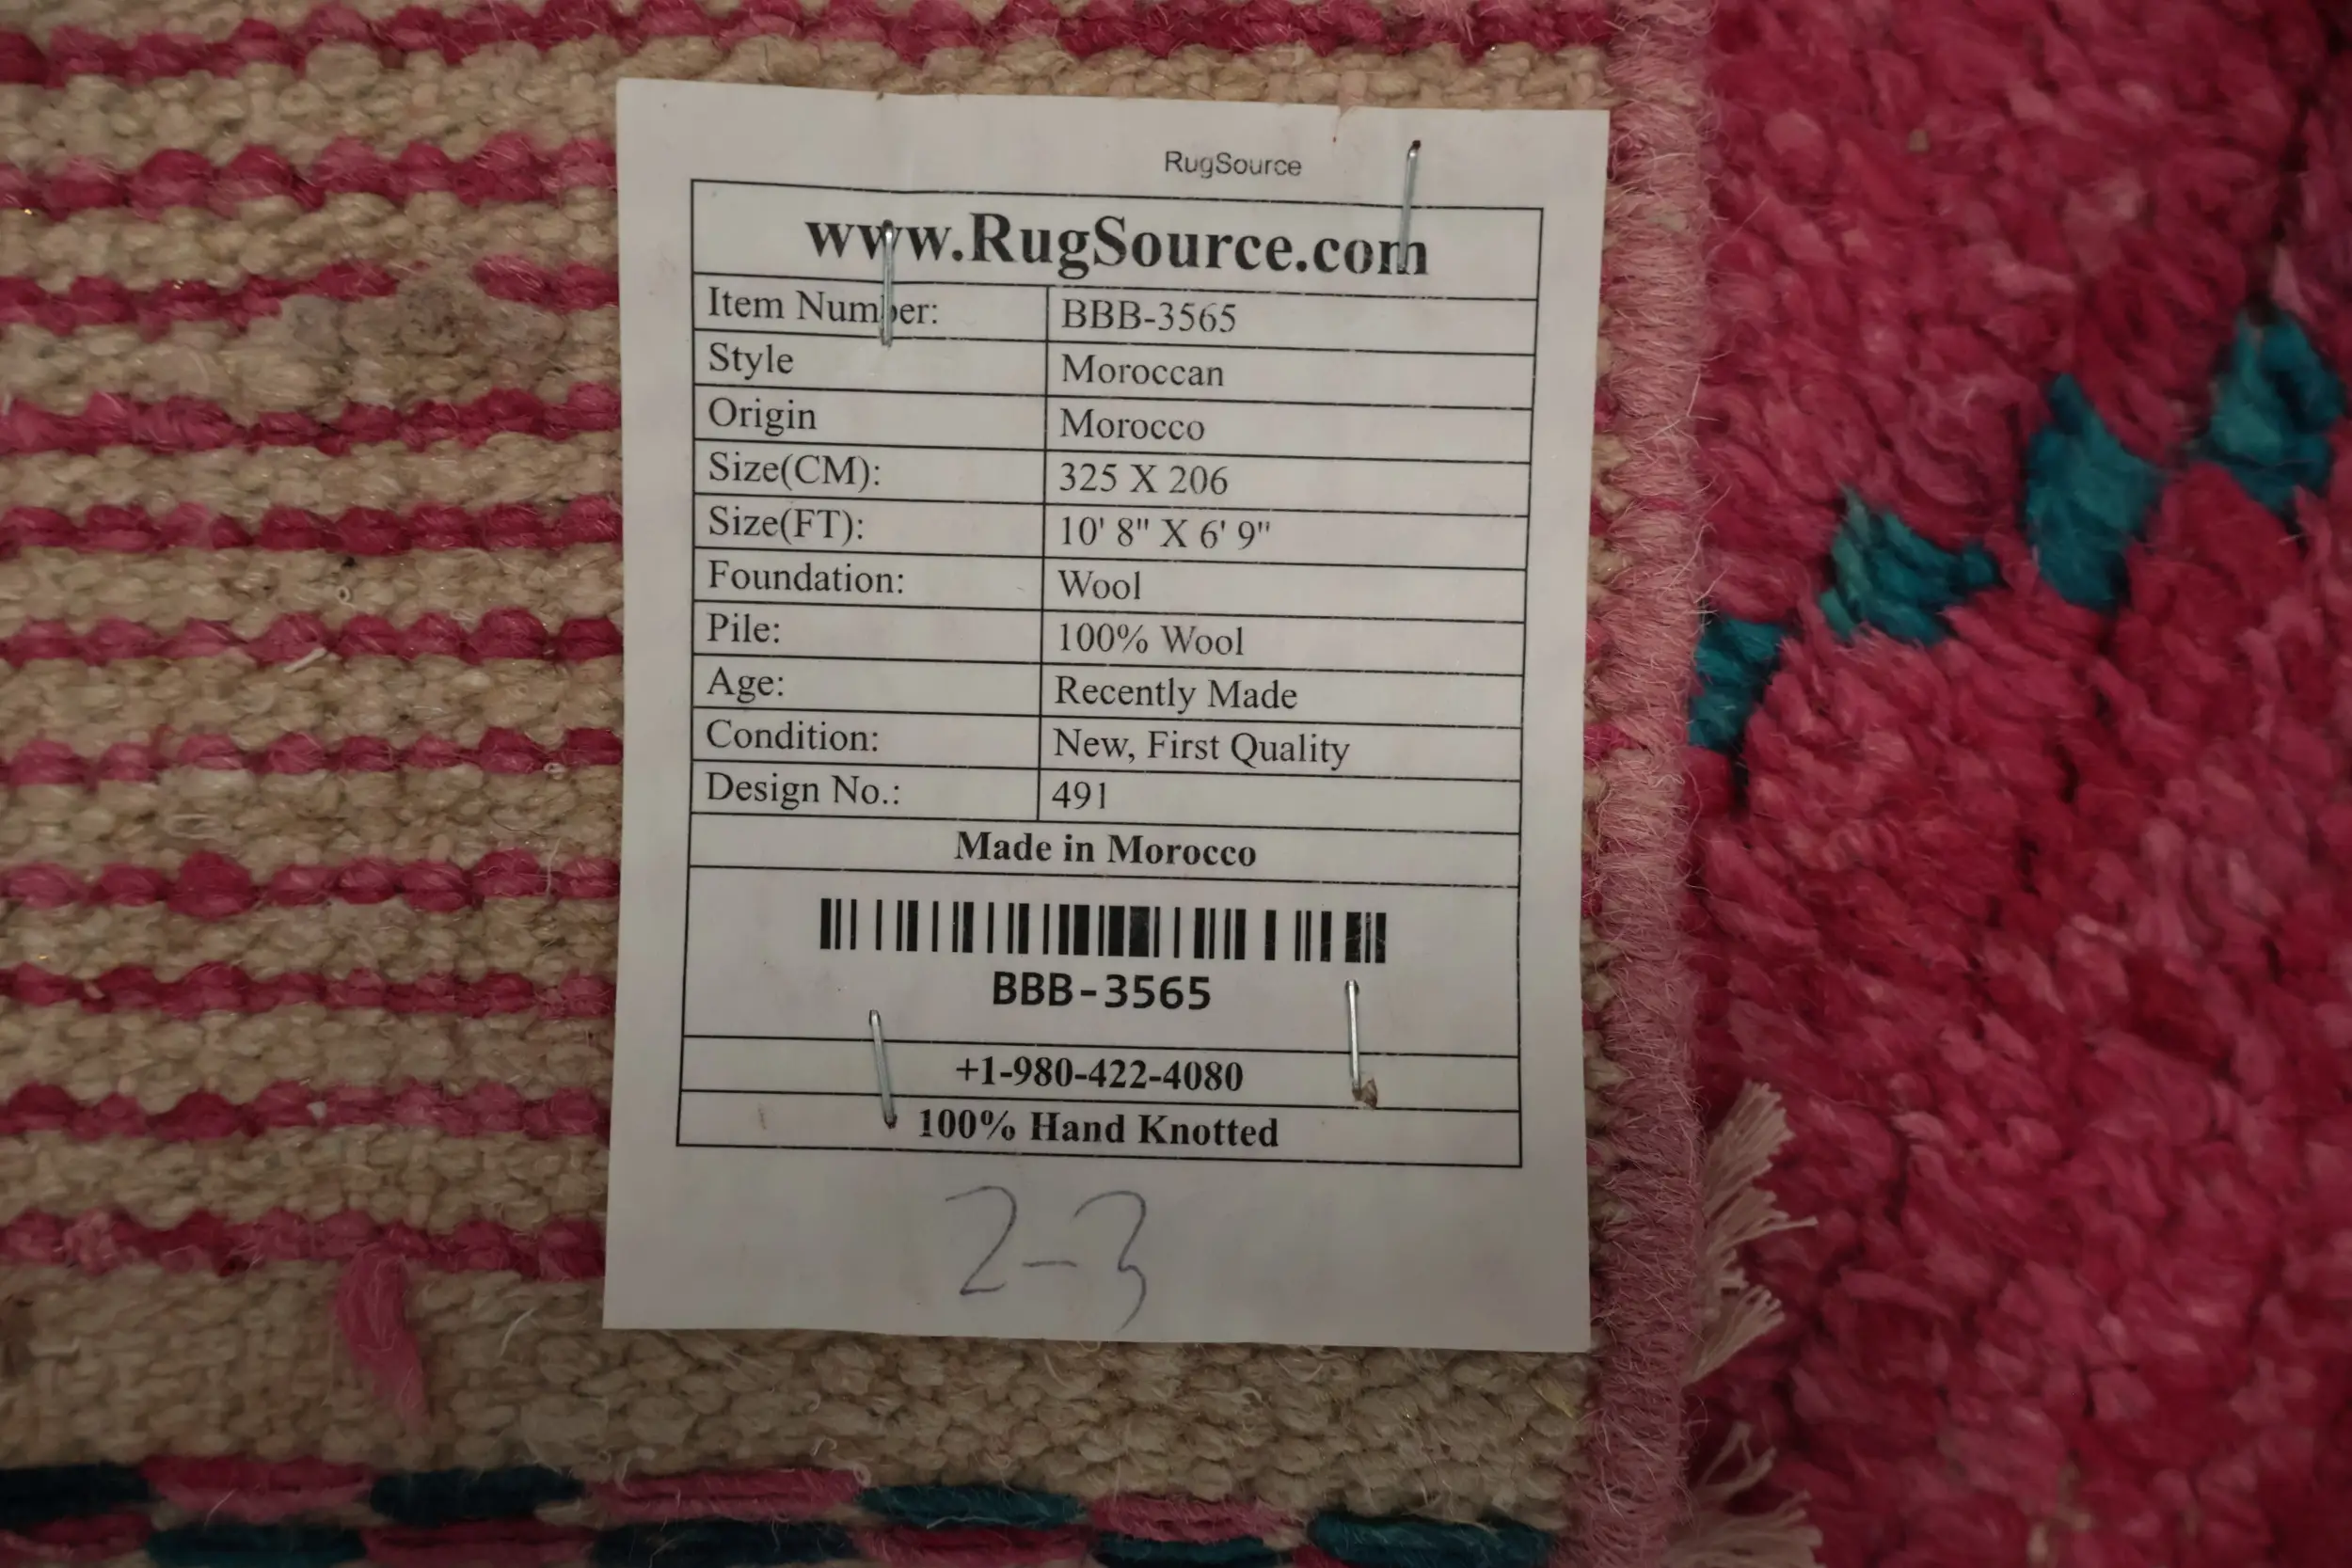 RugSource
www.RugSource.com
Item Number: BBB-3565
Style Moroccan
Origin Morocco
Size(CM): 325 X 206
Size(FT): 10' 8" X 6' 9"
Foundation: Wool
Pile: 100% Wool
Age: Recently Made
Condition: New, First Quality
Design No.: 491
Made in Morocco
BBB-3565
+1-980-422-4080
100% Hand Knotted
2-3